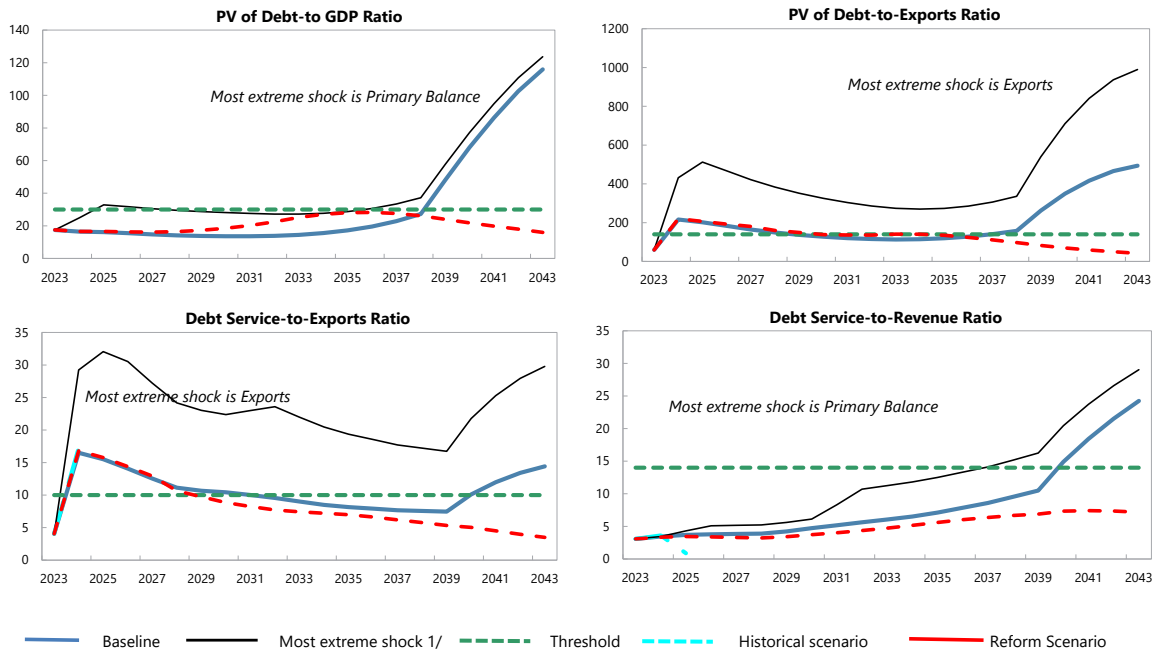 PV of Debt-to GDP Ratio
140
120
100
80
60
40
20
0
Most extreme shock is Primary Balance
2023 2025 2027 2029 2031 2033 2035 2037 2039 2041 2043
PV of Debt-to-Exports Ratio
1200
1000
800
600
400
200
0
Most extreme shock is Exports
2023 2025 2027 2029 2031 2033 2035 2037 2039 2041 2043
Debt Service-to-Exports Ratio
35
30
25
20
15
10
5
0
Most extreme shock is Exports
2023 2025 2027 2029 2031 2033 2035 2037 2039 2041 2043
Debt Service-to-Revenue Ratio
35
30
25
20
15
10
5
0
Most extreme shock is Primary Balance
2023 2025 2027 2029 2031 2033 2035 2037 2039 2041 2043
Baseline Most extreme shock 1/ Threshold Historical scenario Reform Scenario